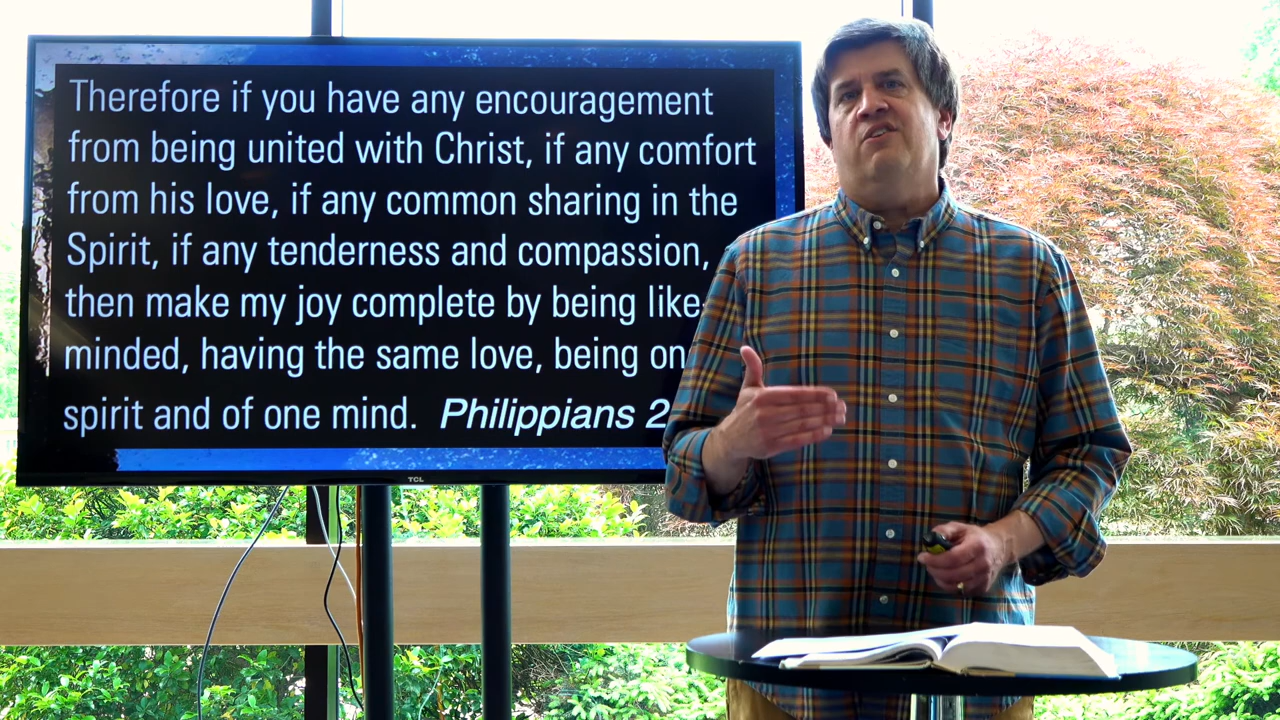 Therefore if you have any encouragement
from being united with Christ, if any comfort
from his love, if any common sharing in the
Spirit, if any tenderness and compassion,
then make my joy complete by being like-
minded, having the same love, being
spirit and of one mind. Philippians 2
TCL